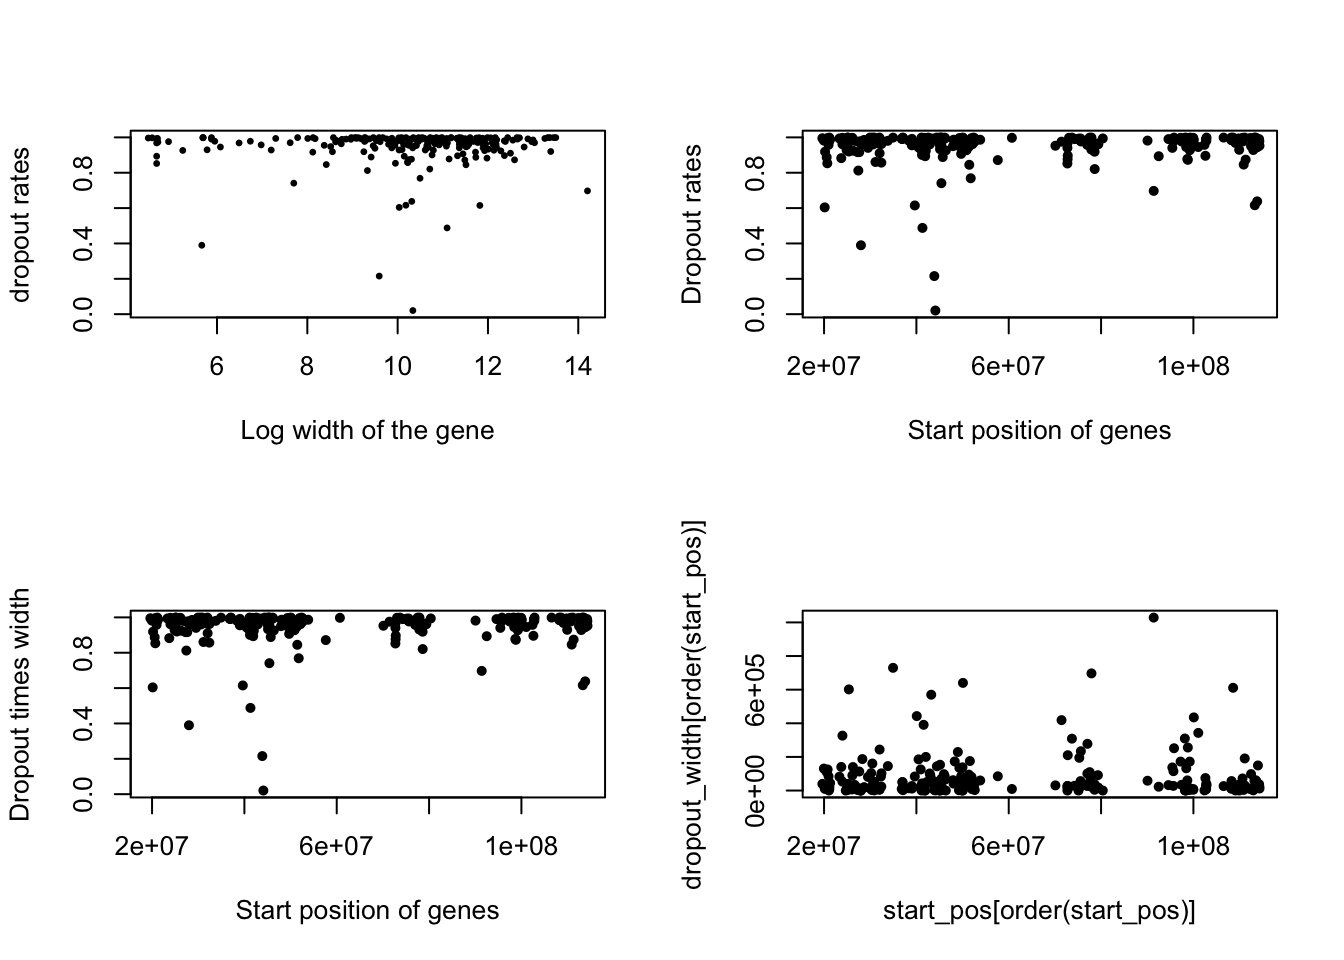 dropout rates
0.0 0.4 0.8
6 8 10 12 14
Log width of the gene
Dropout rates
0.0 0.4 0.8
2e+07 6e+07 1e+08
Start position of genes
Dropout times width
0.0 0.4 0.8
2e+07 6e+07 1e+08
Start position of genes
dropout_width[order(start_pos)]
0e+00 6e+05
2e+07 6e+07 1e+08
start_pos[order(start_pos)]